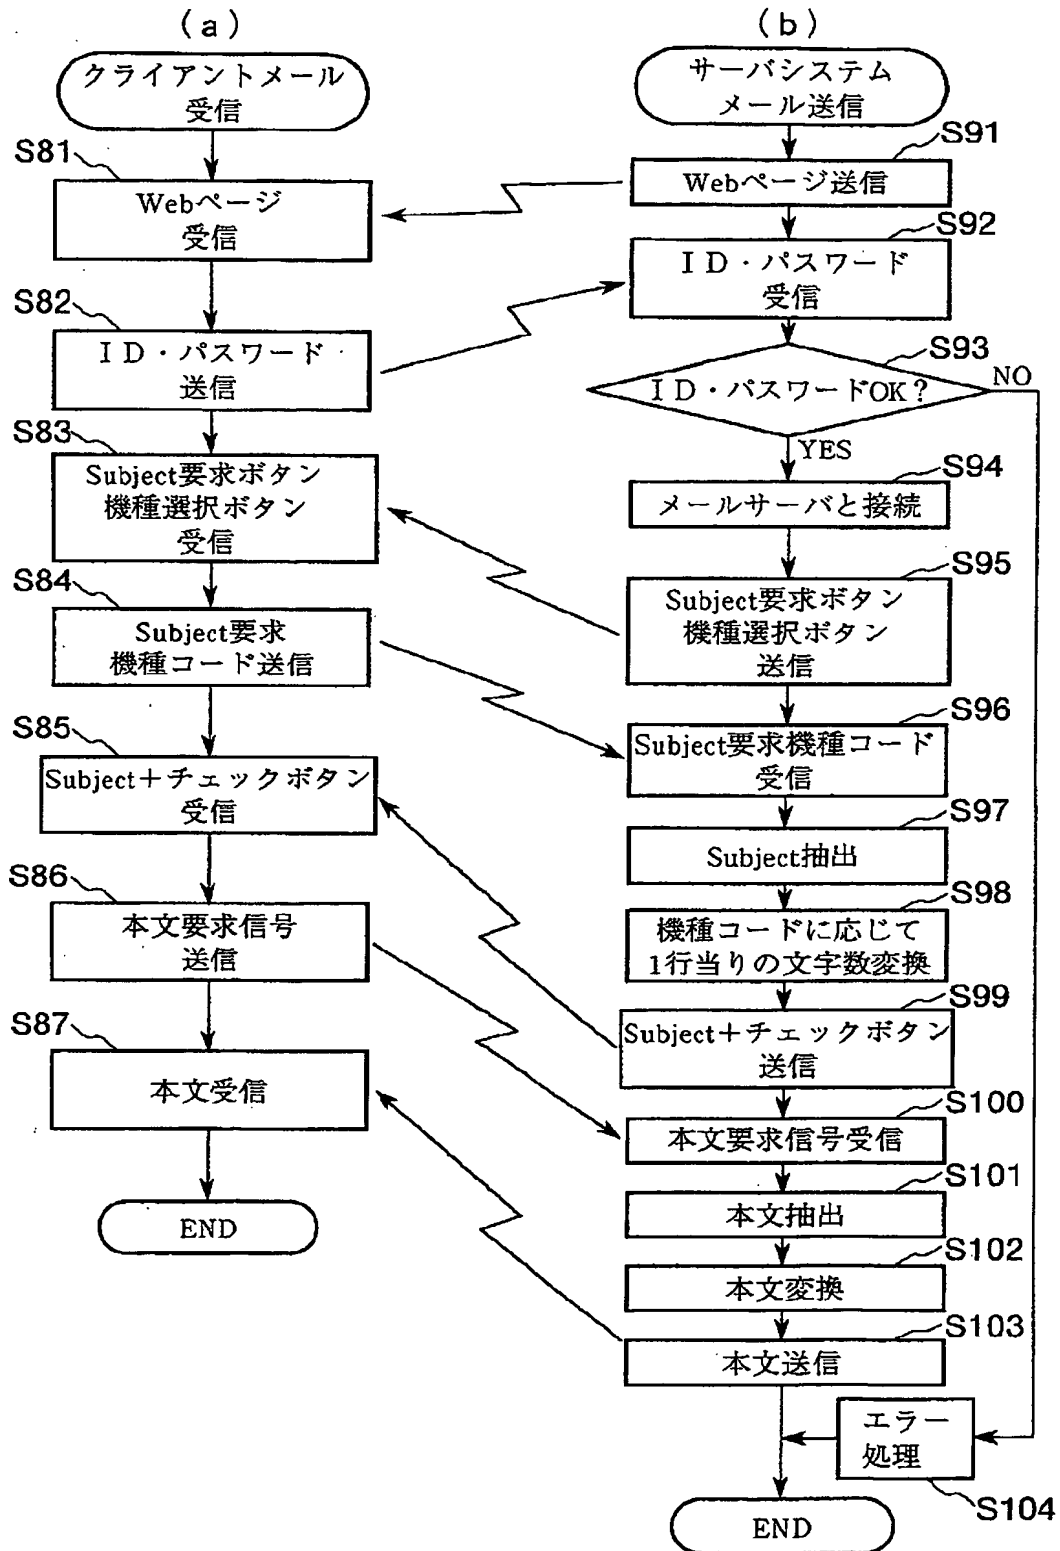 (a)
クライアントメール
受信
S81
Webページ
受信
S82
ID・パスワード
送信
S83
Subject要求ボタン
機種選択ボタン
受信
S84
Subject要求
機種コード送信
S85
Subject+チェックボタン
受信
S86
本文要求信号
送信
S87
本文受信
END
(b)
サーバシステム
メール送信
S91
Webページ送信
S92
ID・パスワード
受信
S93
ID・パスワードOK?
NO
YES
S94
メールサーバと接続
S95
Subject要求ボタン
機種選択ボタン
送信
S96
Subject要求機種コード
受信
S97
Subject抽出
S98
機種コードに応じて
1行当りの文字数変換
S99
Subject+チェックボタン
送信
S100
本文要求信号受信
S101
本文抽出
S102
本文変換
S103
本文送信
エラー
処理
S104
END